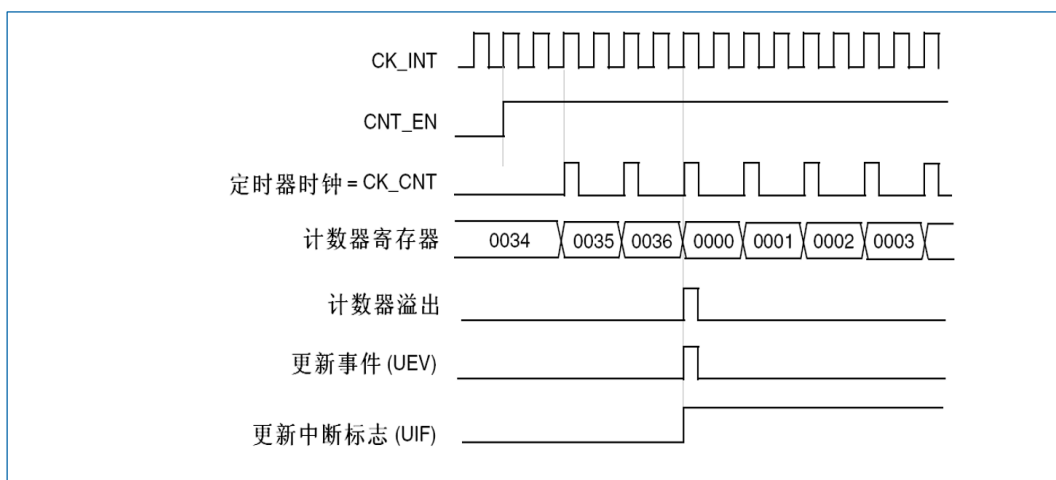 CK_INT
CNT_EN
定时器时钟 = CK_CNT
计数器寄存器 0034 0035 0036 0000 0001 0002 0003
计数器溢出
更新事件 (UEV)
更新中断标志 (UIF)